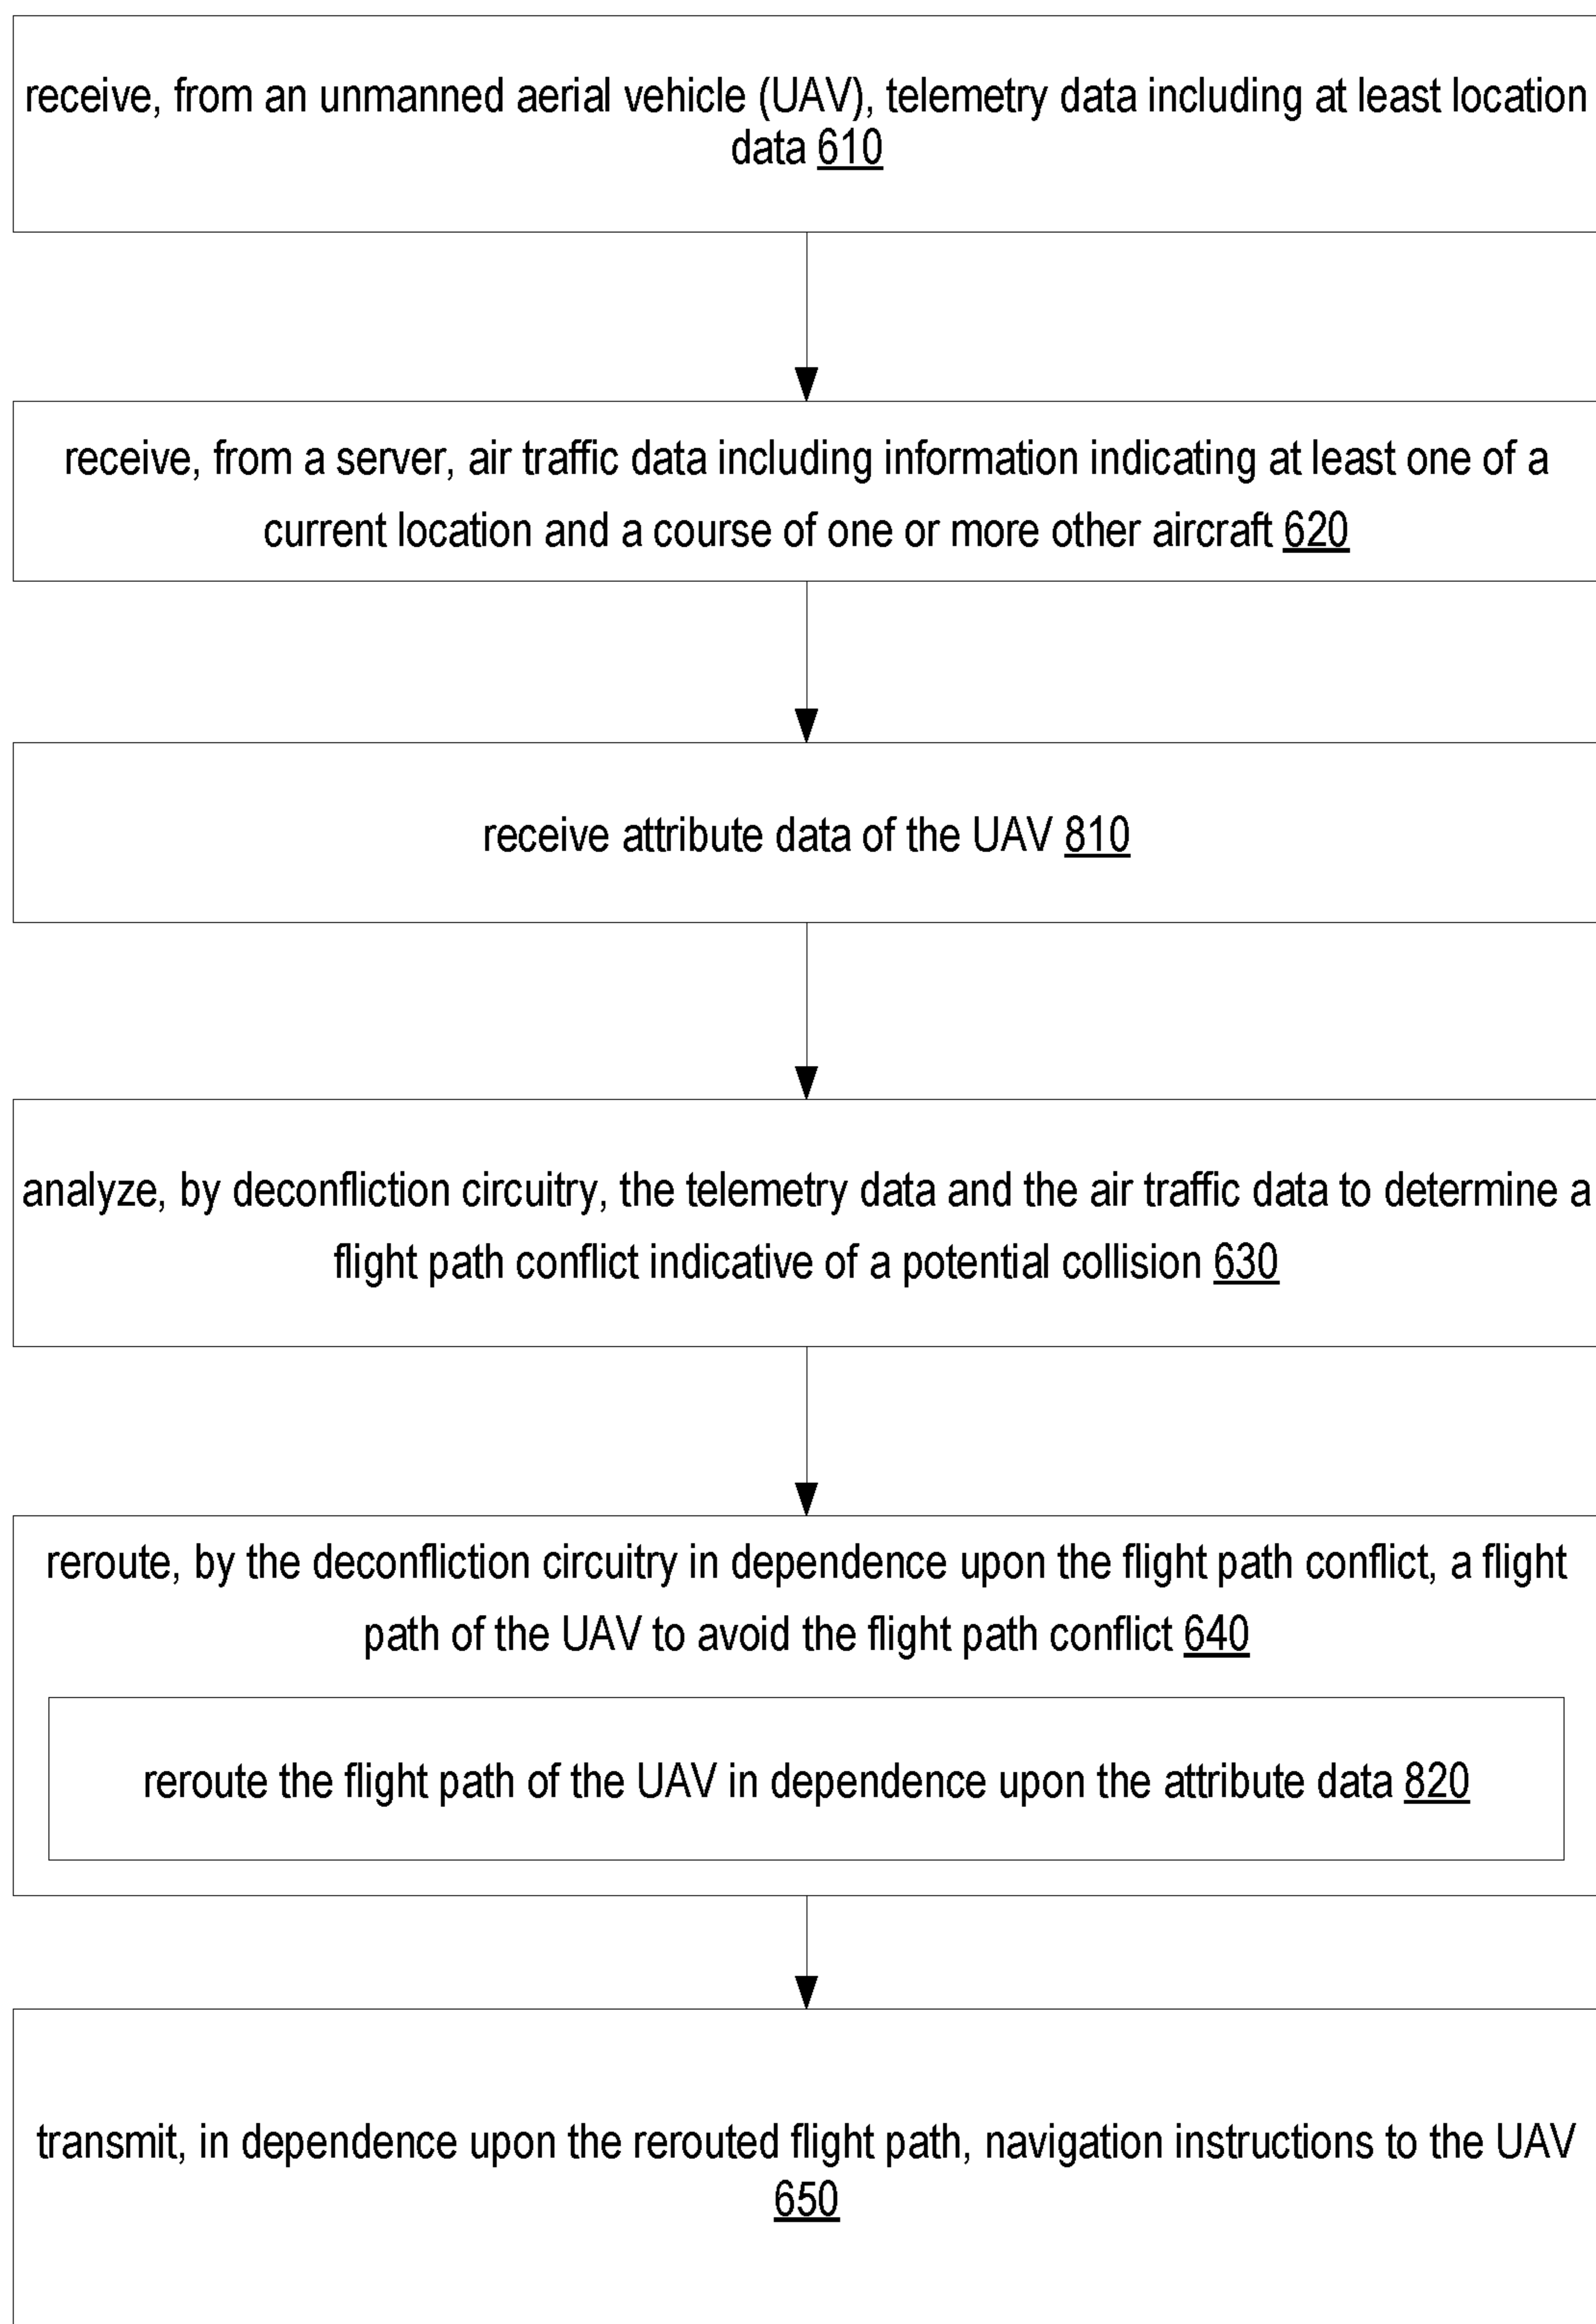 receive, from an unmanned aerial vehicle (UAV), telemetry data including at least location
data 610
receive, from a server, air traffic data including information indicating at least one of a
current location and a course of one or more other aircraft 620
receive attribute data of the UAV 810
analyze, by deconfliction circuitry, the telemetry data and the air traffic data to determine a
flight path conflict indicative of a potential collision 630
reroute, by the deconfliction circuitry in dependence upon the flight path conflict, a flight
path of the UAV to avoid the flight path conflict 640
reroute the flight path of the UAV in dependence upon the attribute data 820
transmit, in dependence upon the rerouted flight path, navigation instructions to the UAV
650